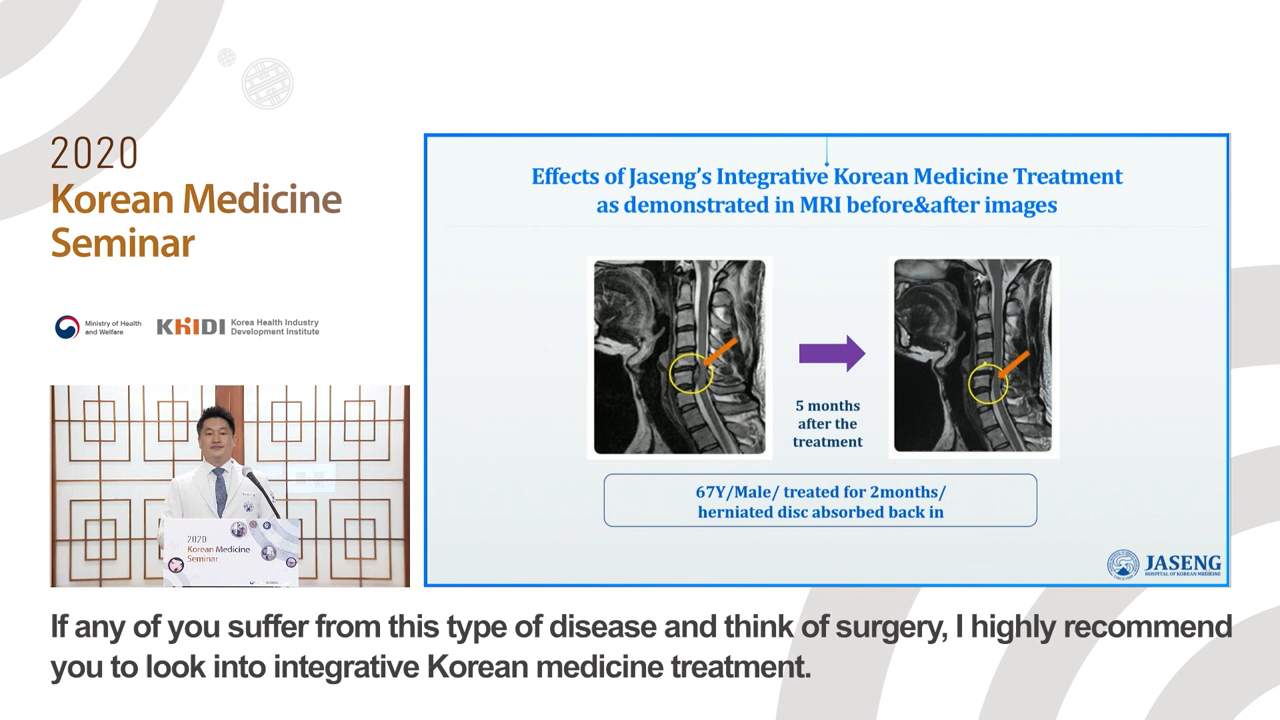 2020
Korean Medicine
Seminar
Ministry of Health
and Welfare
KHIDI
Korea Health Industry
Development Institute
Effects of Jaseng's Integrative Korean Medicine Treatment
as demonstrated in MRI before&after images
5 months
after the
treatment
67Y/Male/ treated for 2months/
herniated disc absorbed back in
JASENG
HOSPITAL OF KOREAN MEDICINE
2020
Korean Medicine
Seminar
If any of you suffer from this type of disease and think of surgery, I highly recommend
you to look into integrative Korean medicine treatment.